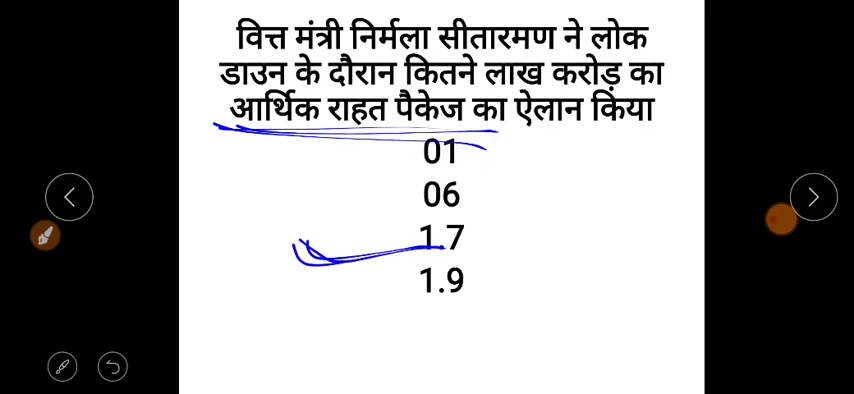 वित्त मंत्री निर्मला सीतारमण ने लोक
डाउन के दौरान कितने लाख करोड़ का
आर्थिक राहत पैकेज का ऐलान किया
01
06
1.7
1.9